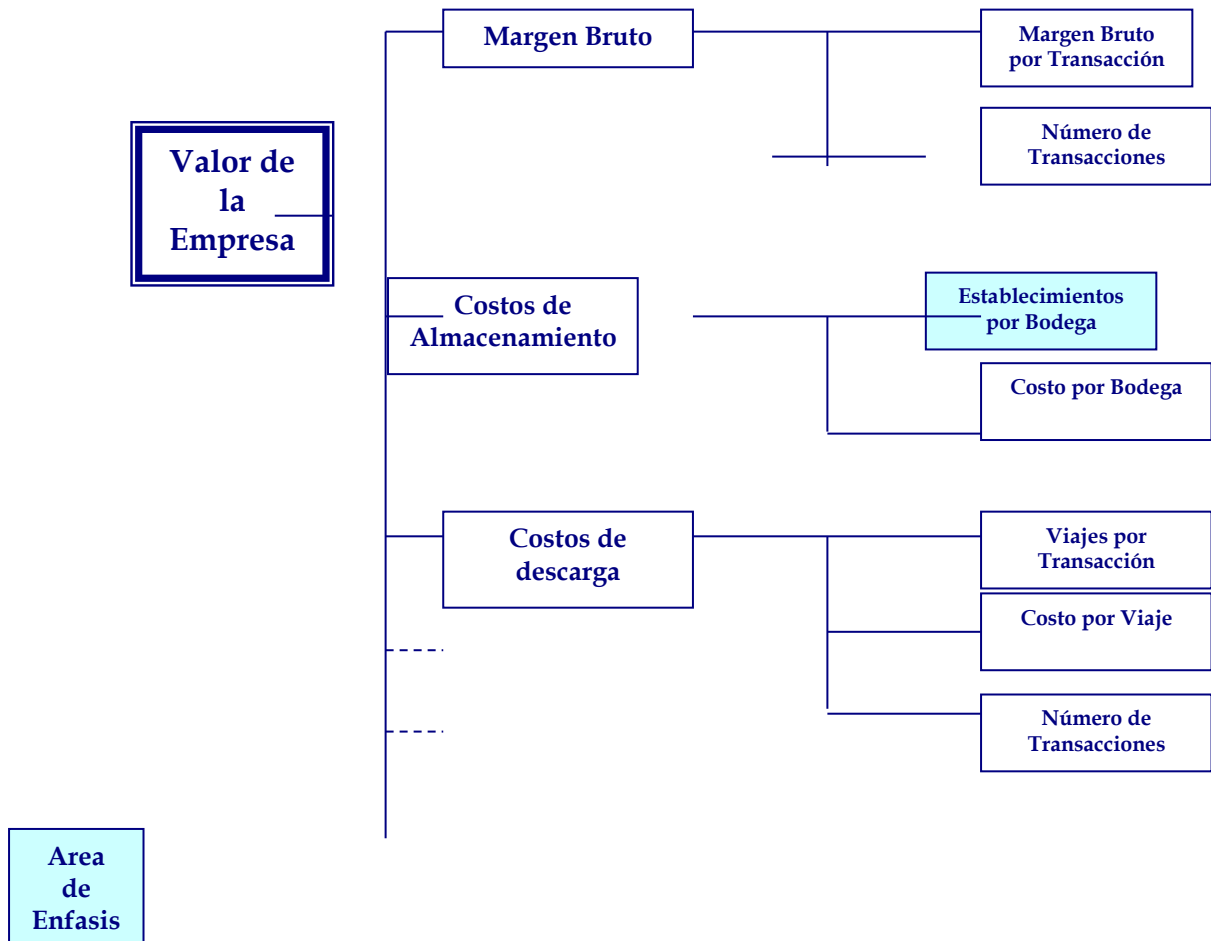 Margen Bruto
Margen Bruto
por Transacción
Número de
Transacciones
Valor de
la
Empresa
Costos de
Almacenamiento
Establecimientos
por Bodega
Costo por Bodega
Costos de
descarga
Viajes por
Transacción
Costo por Viaje
Número de
Transacciones
Area
de
Enfasis